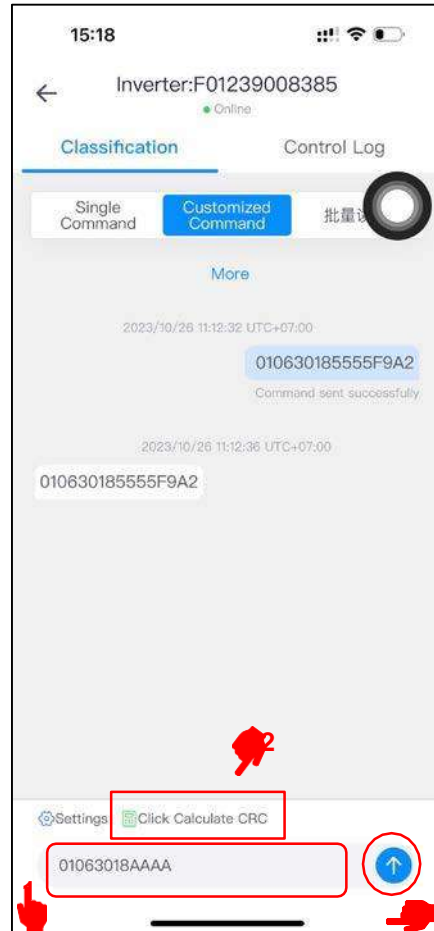 15:18
Inverter:F01239008385
Online
Classification Control Log
Single Command
Customized Command
批量
More
2023/10/26 11:12:32 UTC+07:00
010630185555F9A2
Command sent successfully
2023/10/26 11:12:36 UTC+07:00
010630185555F9A2
2
Settings Click Calculate CRC
01063018AAAA